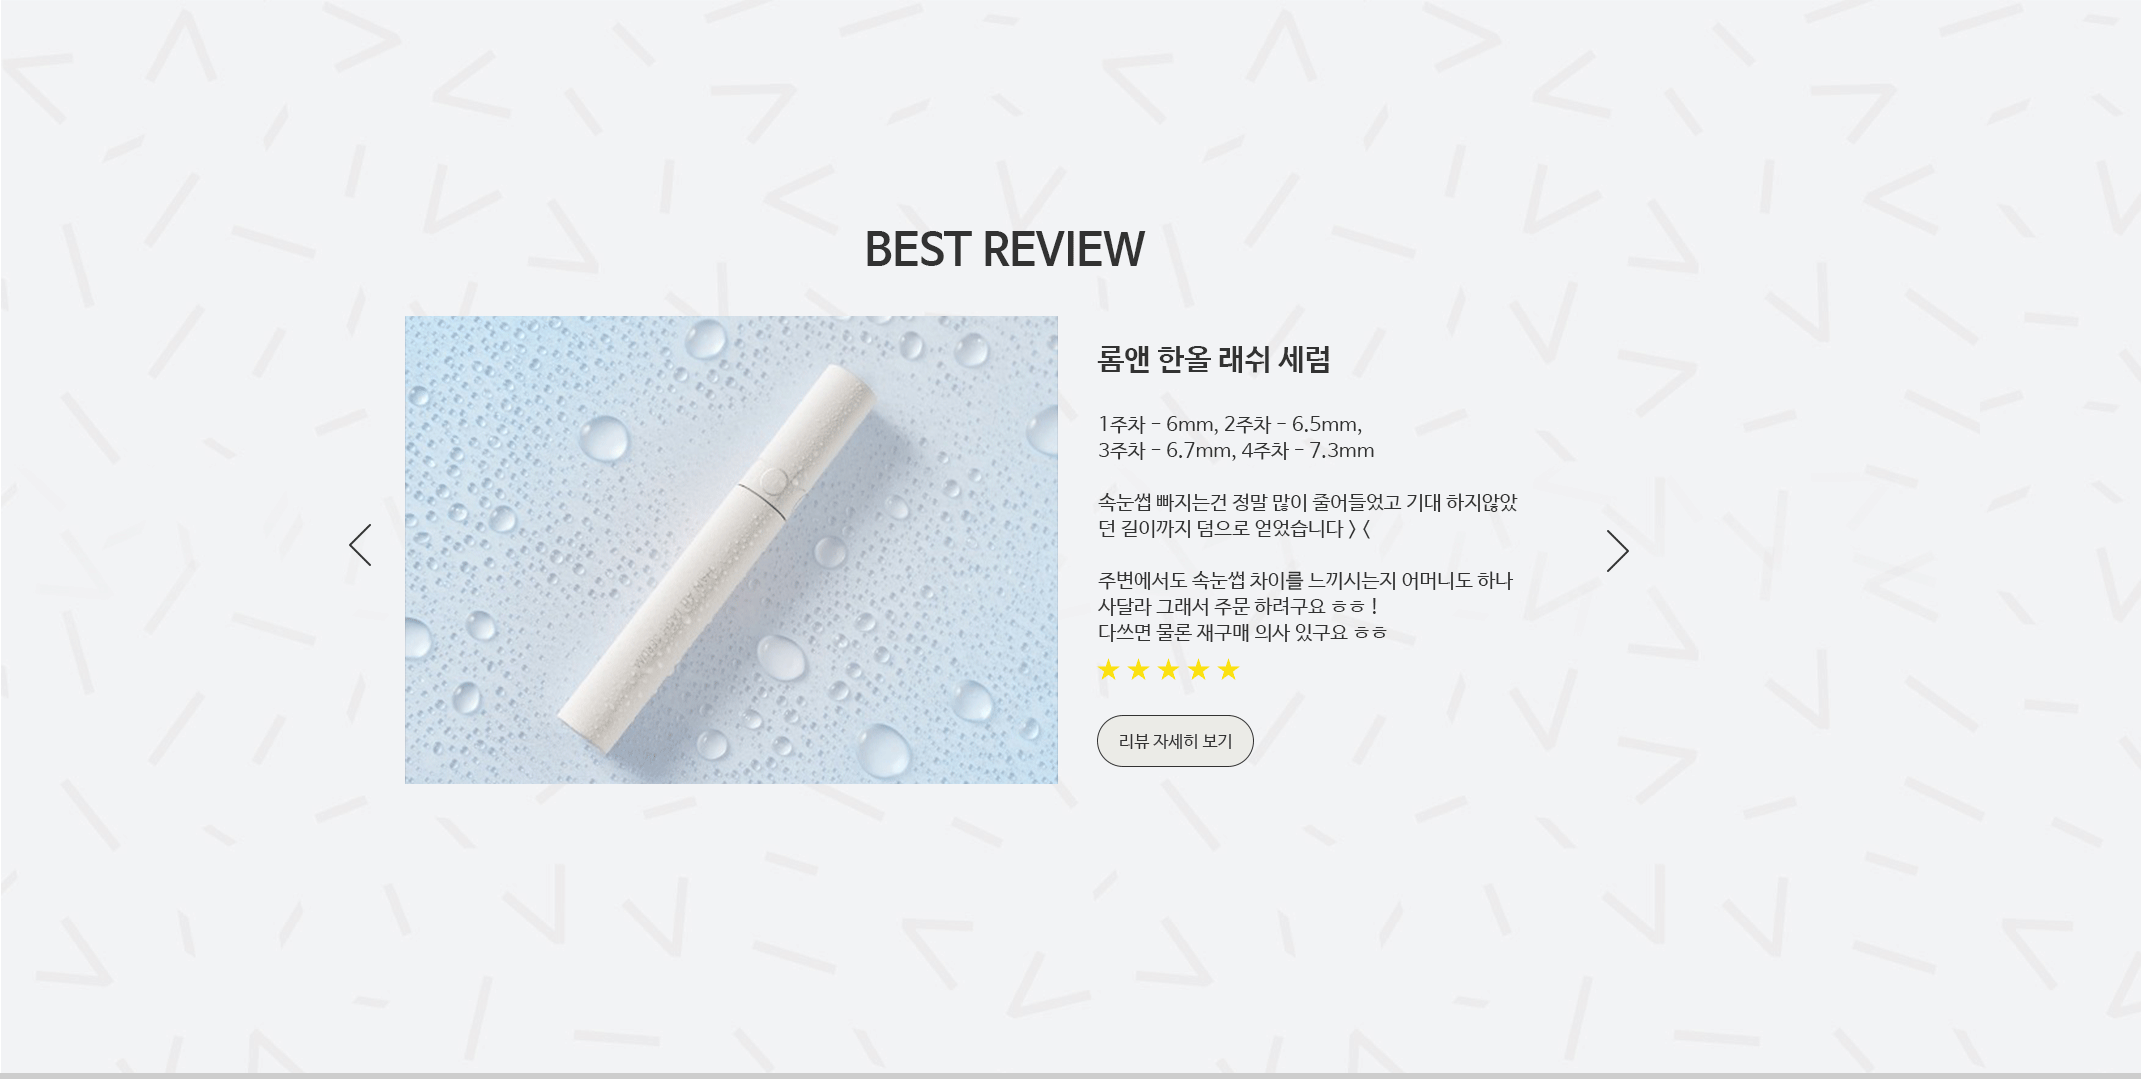 BEST REVIEW
롬앤 한올 래쉬 세럼
1주차 - 6mm, 2주차 - 6.5mm,
3주차 - 6.7mm, 4주차 - 7.3mm
속눈썹 빠지는건 정말 많이 줄어들었고 기대 하지않았
던 길이까지 덤으로 얻었습니다 > <
주변에서도 속눈썹 차이를 느끼시는지 어머니도 하나
사달라 그래서 주문 하려구요 ㅎㅎ !
다쓰면 물론 재구매 의사 있구요 ㅎㅎ
★ ★ ★ ★ ★
리뷰 자세히 보기